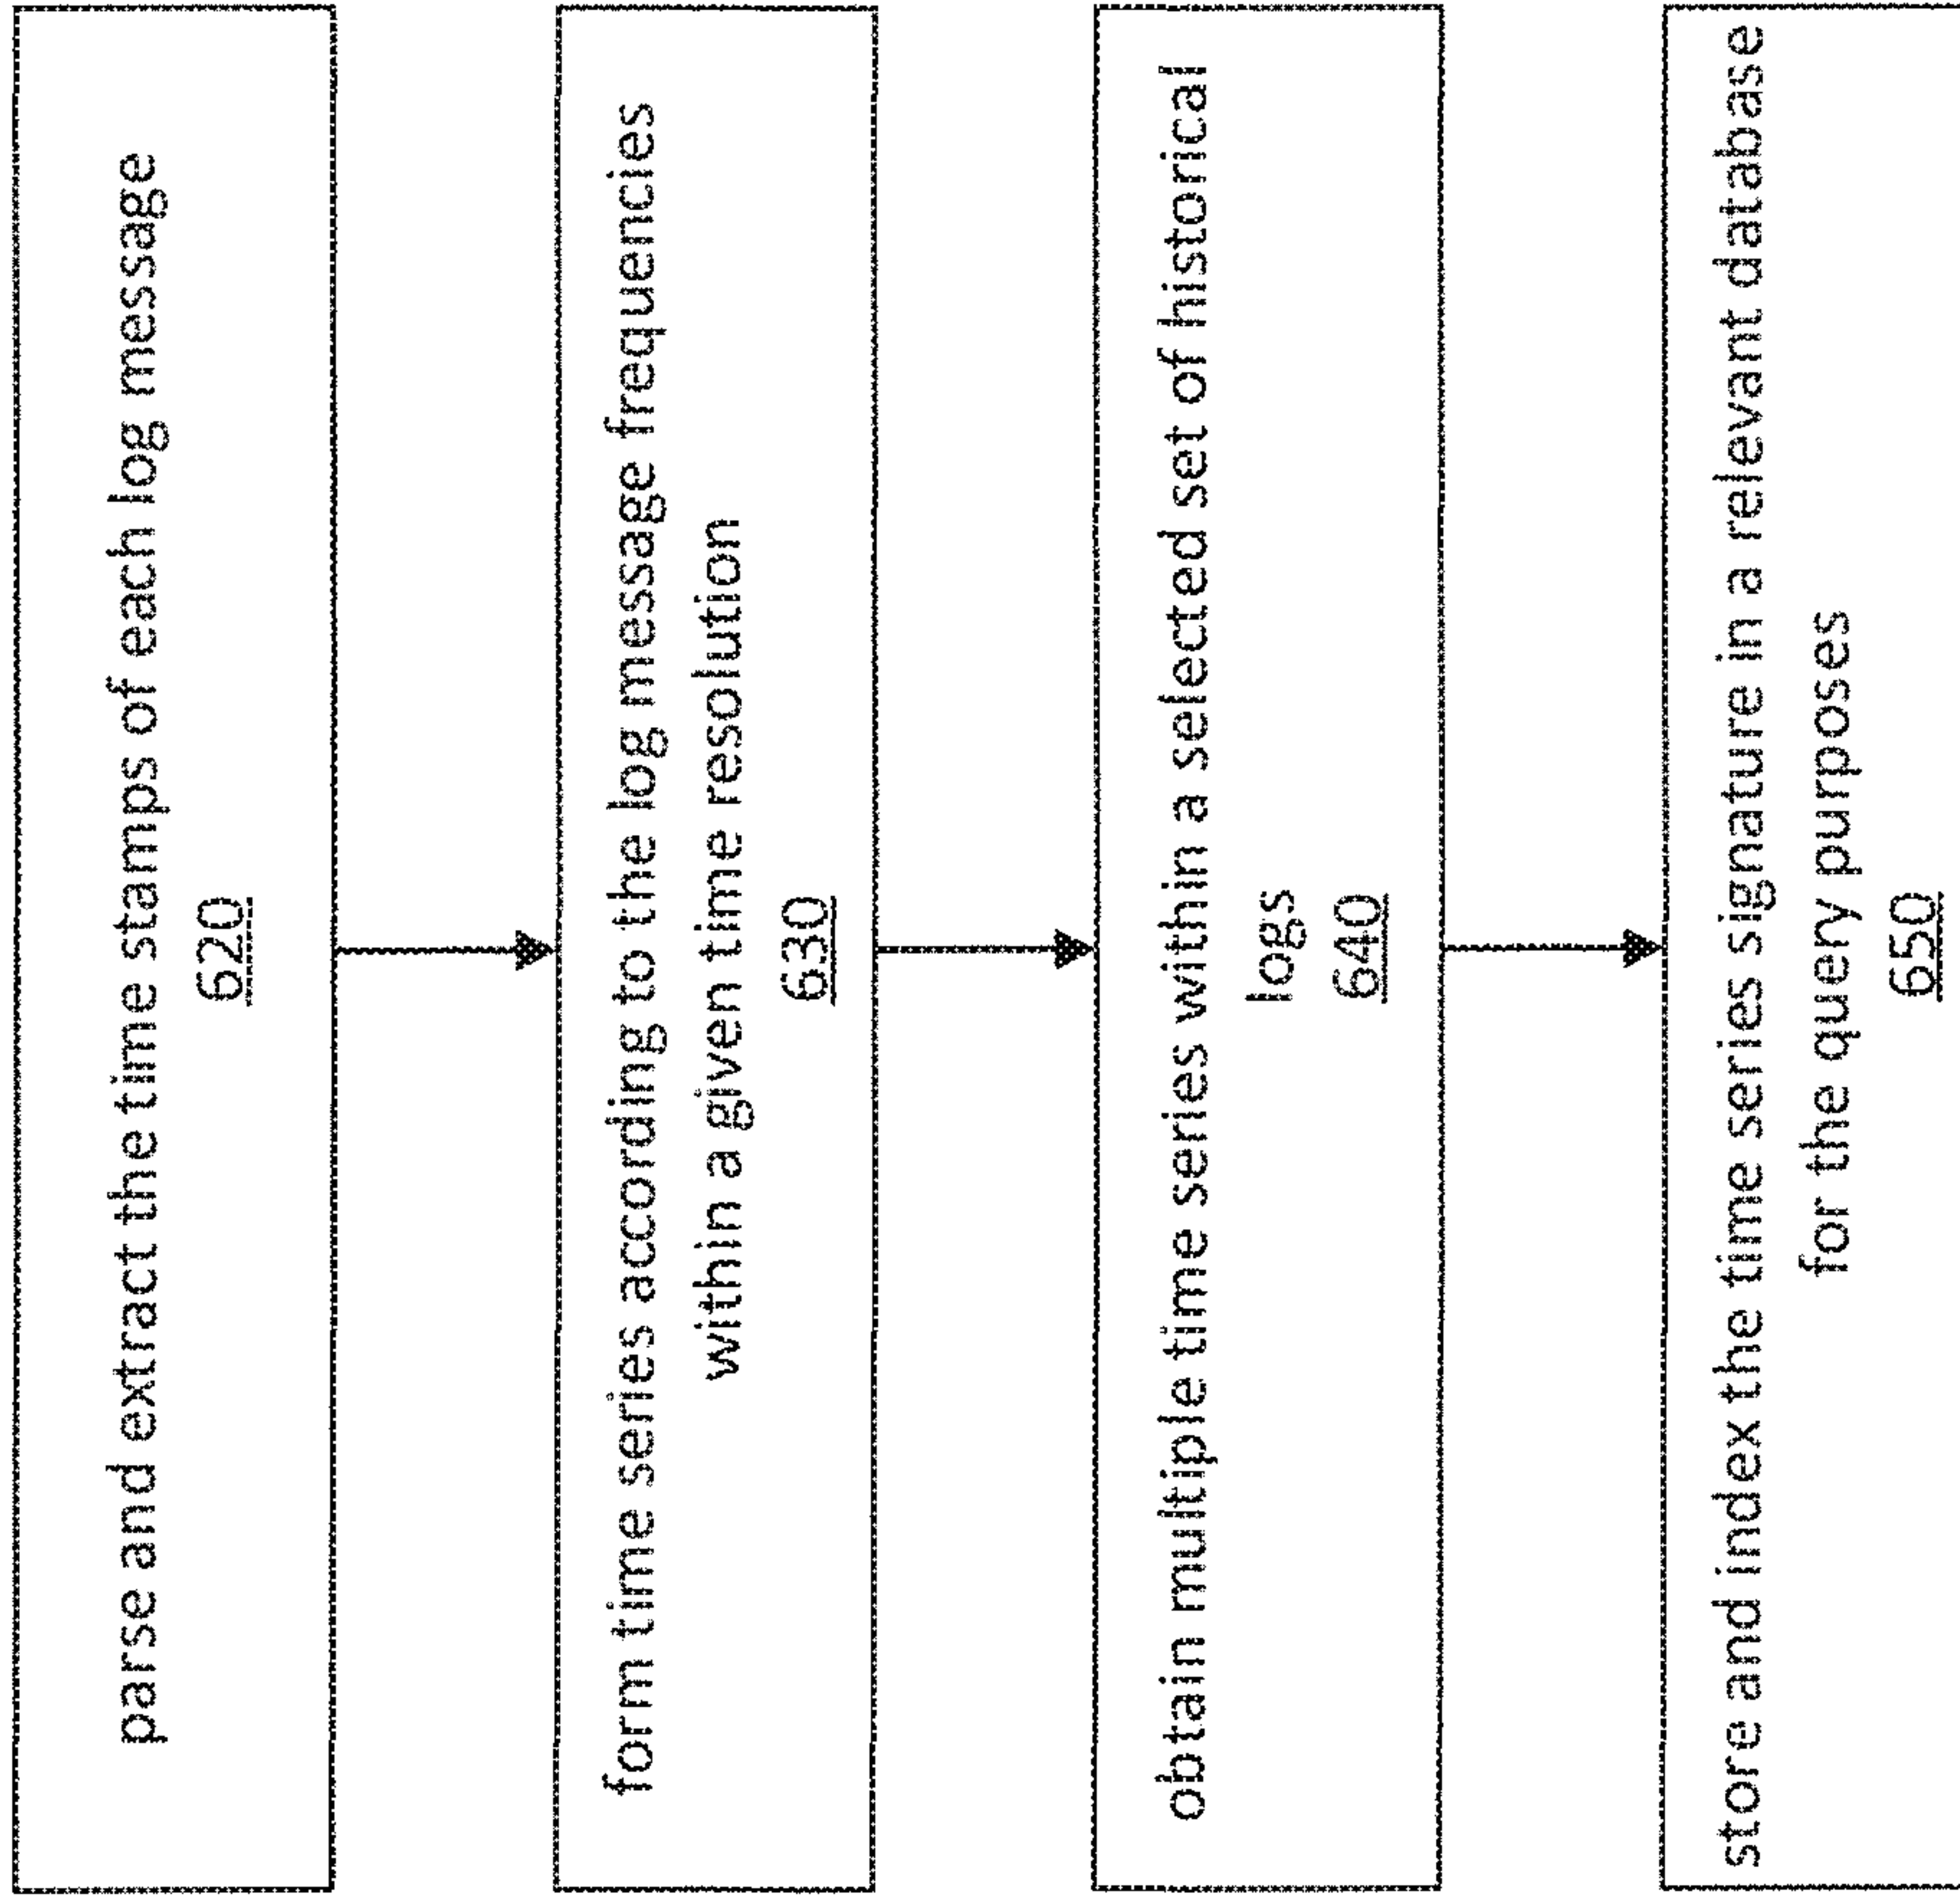 parse and extract the time stamps of each log message
620
form time series according to the log message frequencies
within a given time resolution
630
obtain multiple time series within a selected set of historical
logs
640
store and index the time series signature in a relevant database
for the query purposes
650